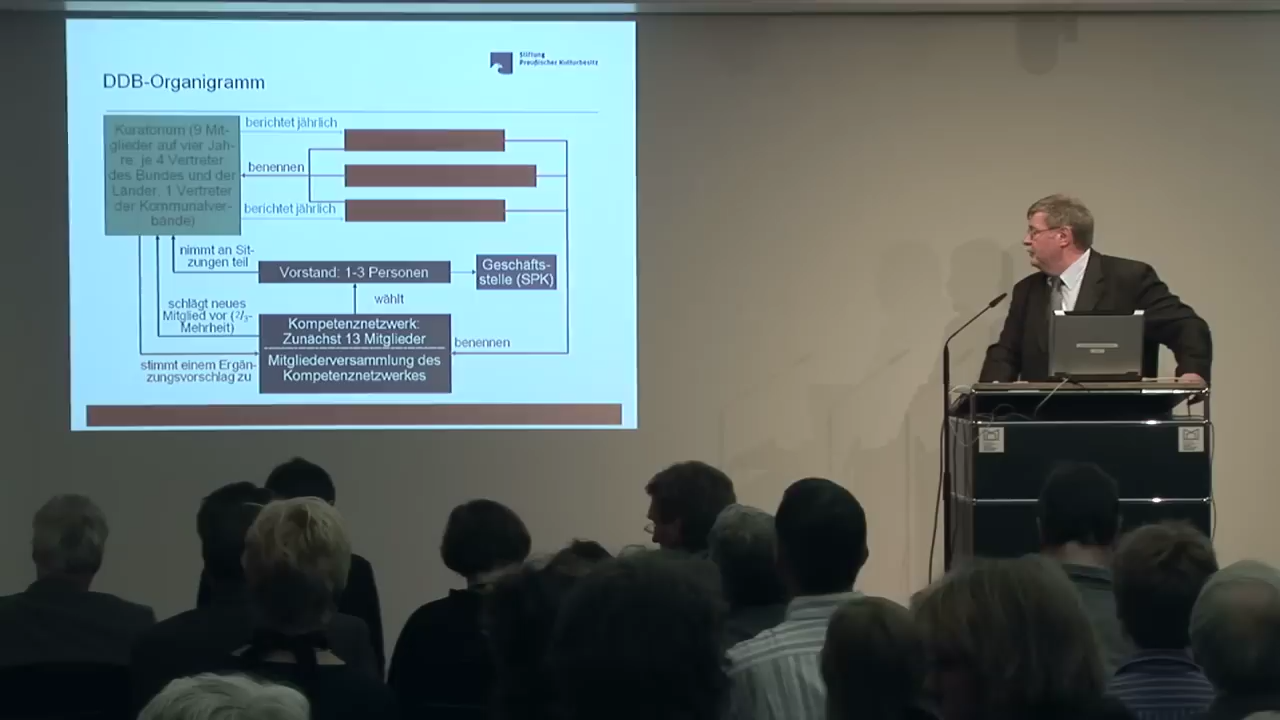 Stiftung
Preußischer Kulturbesitz
DDB-Organigramm
Kuratorium (9 Mit-
glieder auf vier Jah-
re, je 4 Vertreter
des Bundes und der
Länder, 1 Vertreter
der Kommunalver-
bände)
berichtet jährlich
benennen
berichtet jährlich
nimmt an Sit-
zungen teil
Vorstand: 1-3 Personen
Geschäfts-
stelle (SPK)
wählt
schlägt neues
Mitglied vor (²/₃-
Mehrheit)
Kompetenznetzwerk:
Zunächst 13 Mitglieder
Mitgliederversammlung des
Kompetenznetzwerkes
benennen
stimmt einem Ergän-
zungsvorschlag zu